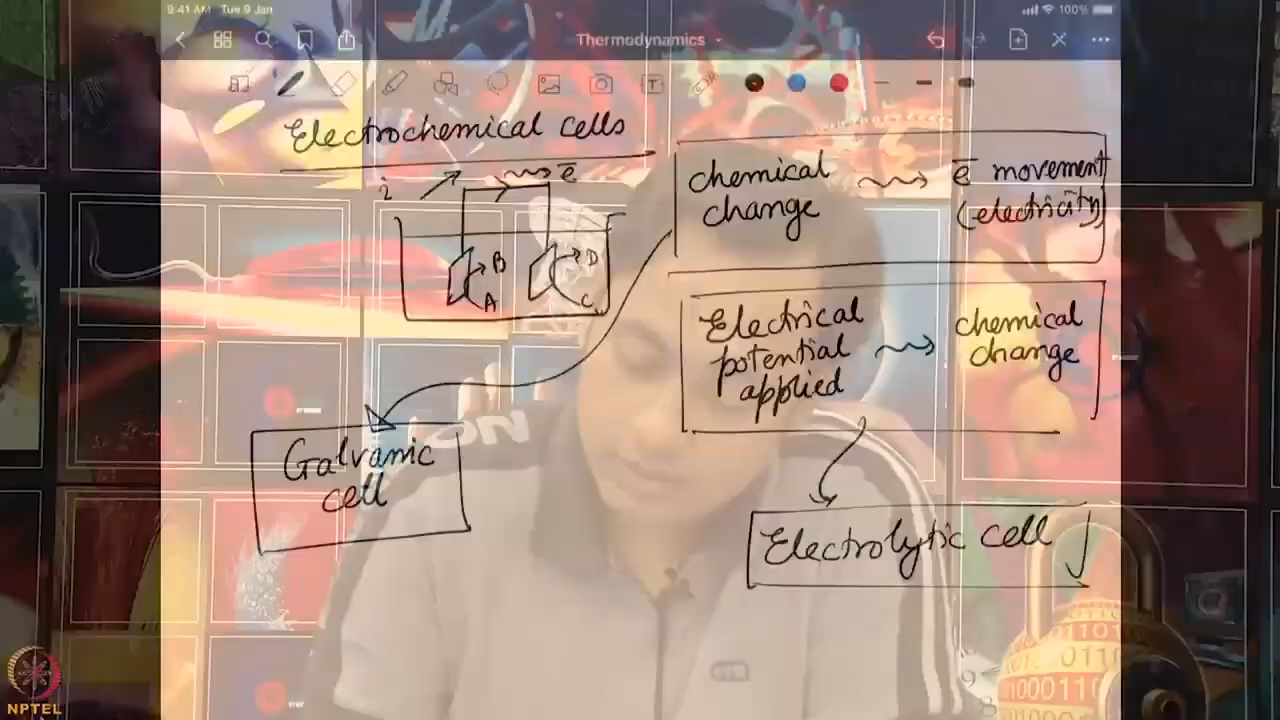 9:41 AM Tue 9 Jan
100%
Thermodynamics
Electrochemical cells
i
e̅
B
A
D
C
chemical change
e̅ movement (electricity)
Electrical potential applied
chemical change
Galvanic cell
Electrolytic cell
NPTEL